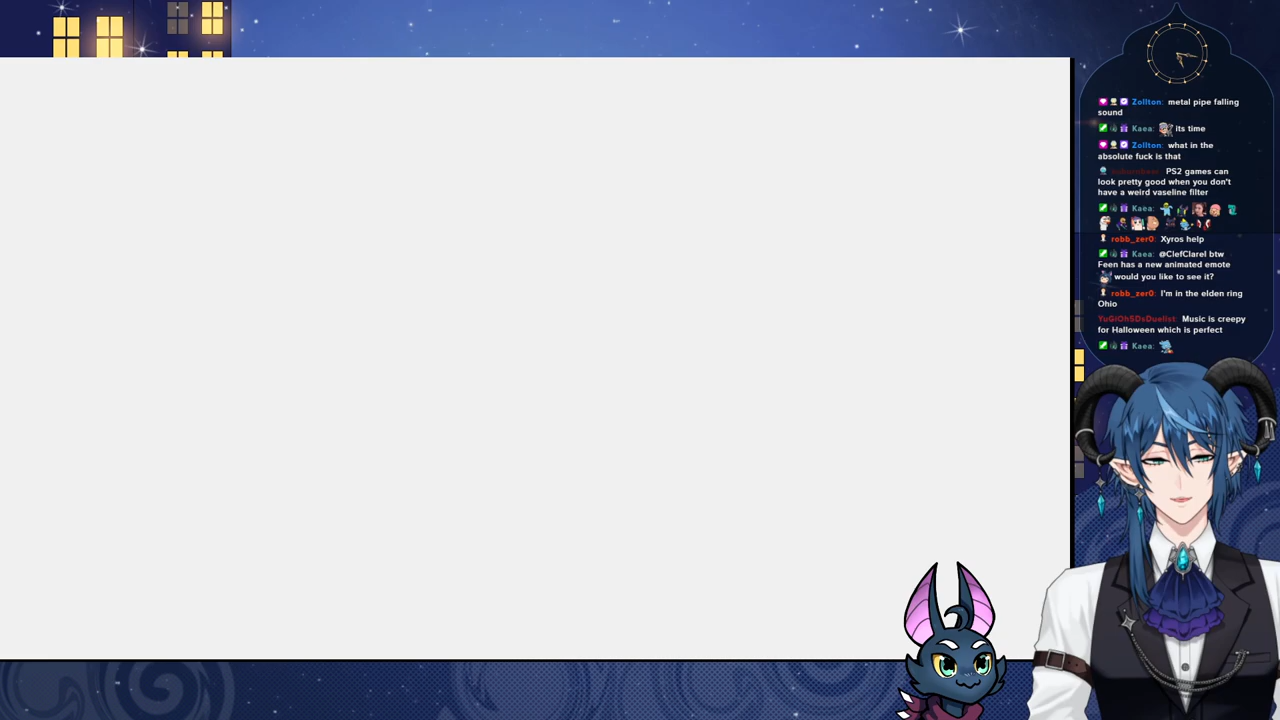 Zollton: metal pipe falling
sound
Kaea: its time
Zollton: what in the
absolute fuck is that
PS2 games can
look pretty good when you don't
have a weird vaseline filter
Kaea:
robb_zer0: Xyros help
Kaea: @ClefClarel btw
Feen has a new animated emote
would you like to see it?
robb_zer0: I'm in the elden ring
Ohio
YuGiOh5DsDuelist: Music is creepy
for Halloween which is perfect
Kaea: